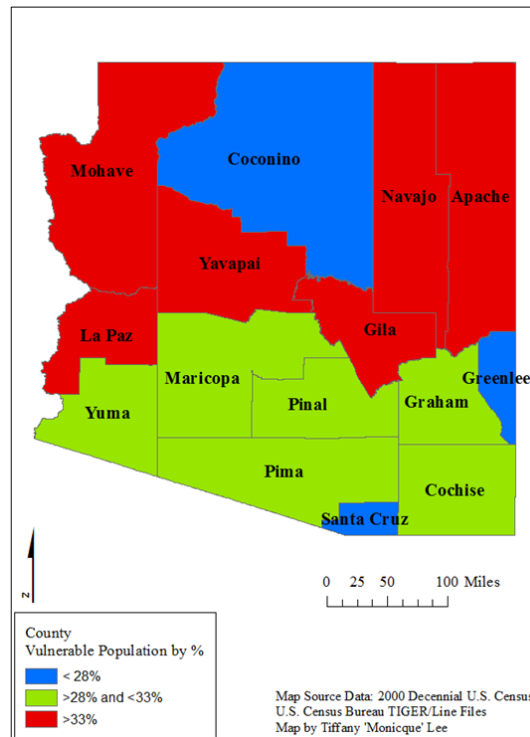 Coconino
Mohave
Navajo
Apache
Yavapai
La Paz
Gila
Maricopa
Greenlee
Pinal
Graham
Yuma
Pima
Cochise
Santa Cruz
N
0 25 50 100 Miles
County
Vulnerable Population by %
< 28%
>28% and <33%
>33%
Map Source Data: 2000 Decennial U.S. Census
U.S. Census Bureau TIGER/Line Files
Map by Tiffany 'Monicque' Lee